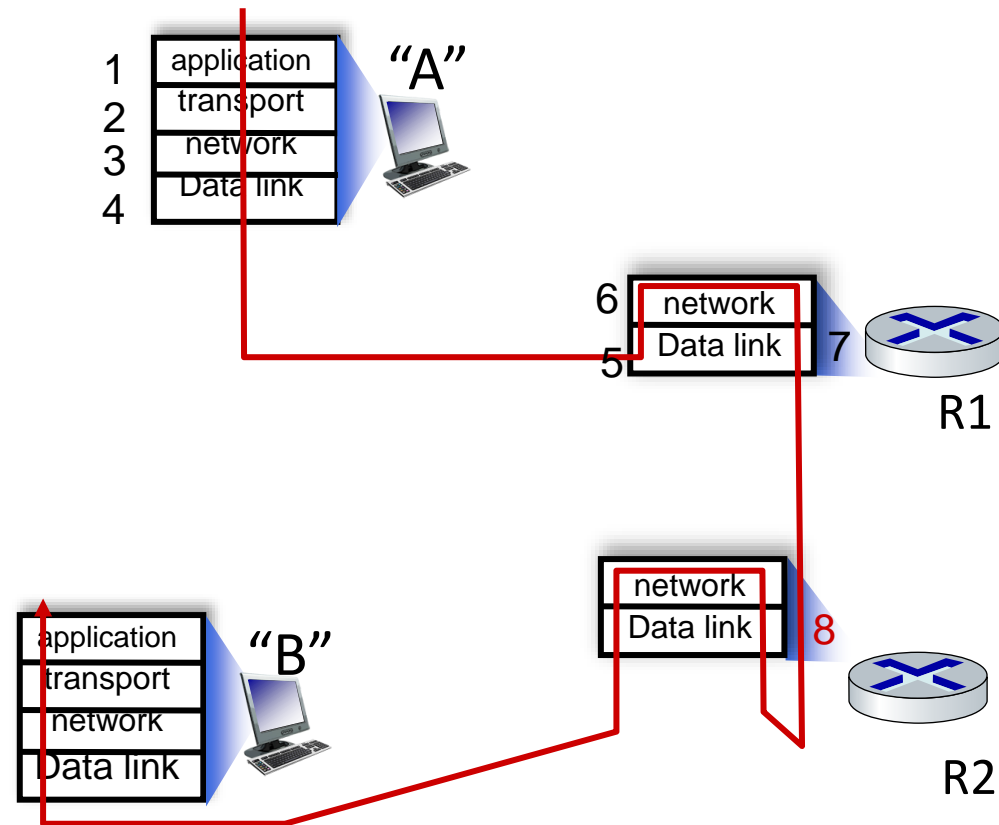 1 application “A”
2 transport
3 network
4 Data link
6 network
5 Data link 7
R1
network
Data link 8
R2
application “B”
transport
network
Data link